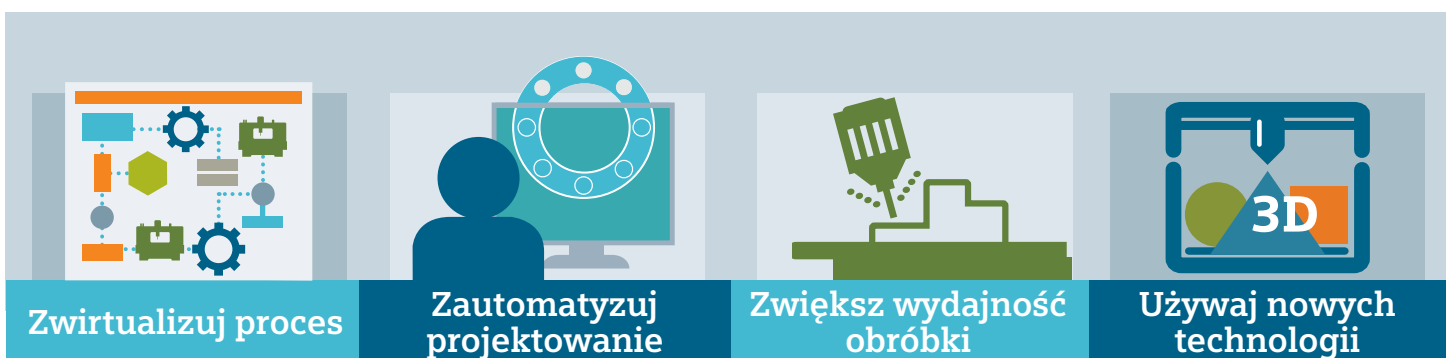 3D
Zwirtualizuj proces
Zautomatyzuj
projektowanie
Zwiększ wydajność
obróbki
Używaj nowych
technologii